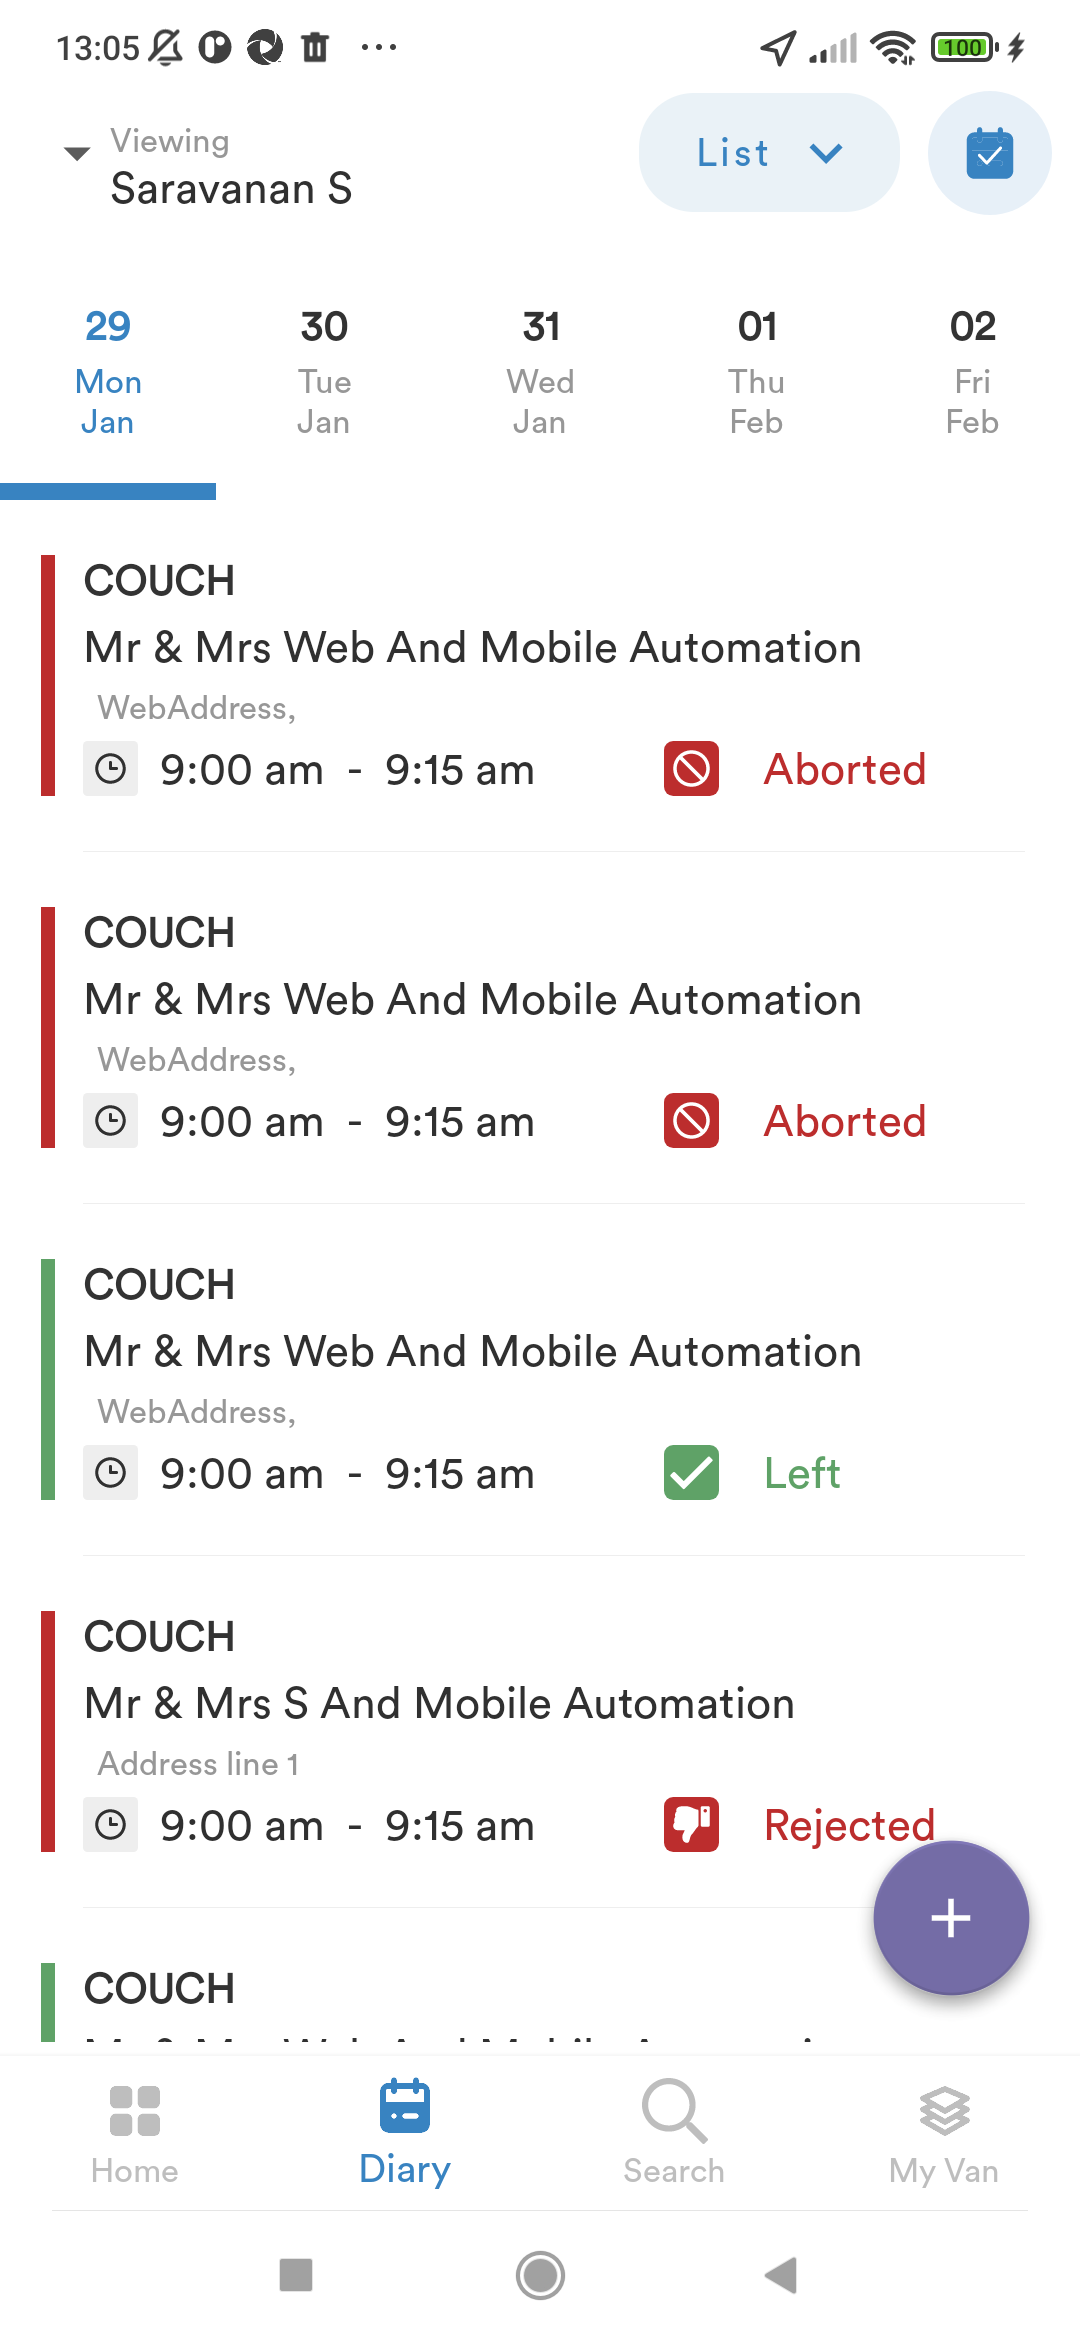 13:05
100
Viewing
Saravanan S
List
29 30 31 01 02
Mon Tue Wed Thu Fri
Jan Jan Jan Feb Feb
COUCH
Mr & Mrs Web And Mobile Automation
WebAddress,
9:00 am - 9:15 am Aborted
COUCH
Mr & Mrs Web And Mobile Automation
WebAddress,
9:00 am - 9:15 am Aborted
COUCH
Mr & Mrs Web And Mobile Automation
WebAddress,
9:00 am - 9:15 am Left
COUCH
Mr & Mrs S And Mobile Automation
Address line 1
9:00 am - 9:15 am Rejected
COUCH
Home Diary Search My Van